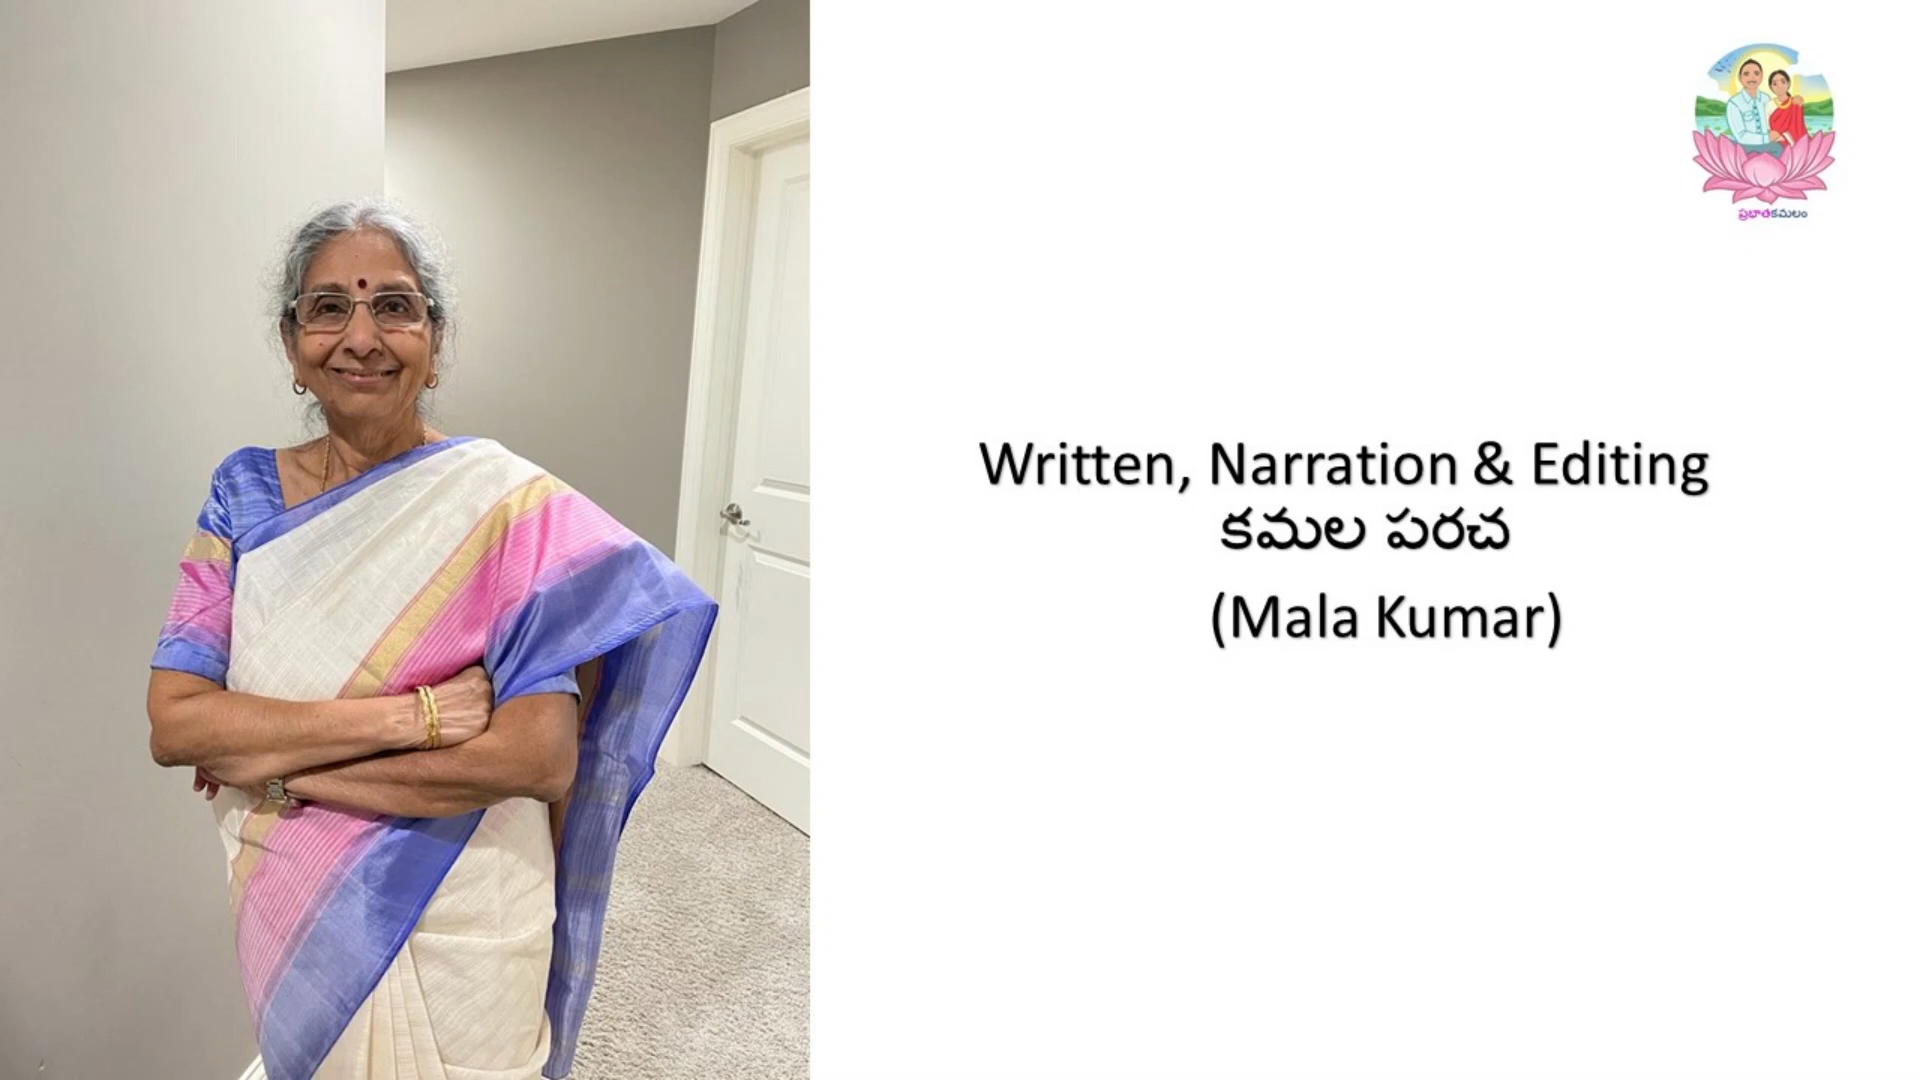 ప్రభాతకమలం
Written, Narration & Editing
కమల పరచ
(Mala Kumar)